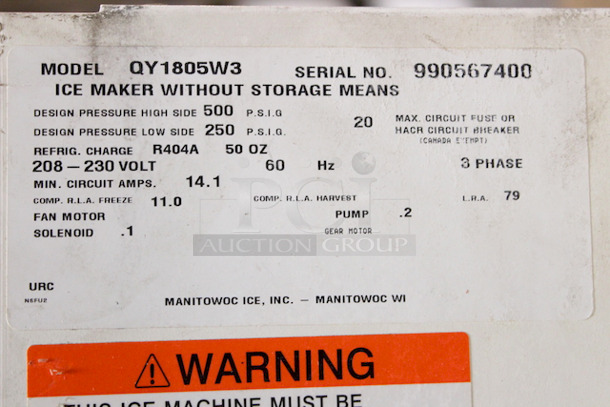 MODEL QY1805W3 SERIAL NO. 990567400
ICE MAKER WITHOUT STORAGE MEANS
DESIGN PRESSURE HIGH SIDE 500 P.S.I.G
DESIGN PRESSURE LOW SIDE 250 P.S.I.G.
20 MAX. CIRCUIT FUSE OR
HACR CIRCUIT BREAKER
(CANADA EXEMPT)
REFRIG. CHARGE R404A 50 OZ
208 – 230 VOLT 60 Hz 3 PHASE
MIN. CIRCUIT AMPS. 14.1
COMP. R.L.A. FREEZE 11.0 COMP. R.L.A. HARVEST L.R.A. 79
FAN MOTOR PUMP .2
SOLENOID .1 GEAR MOTOR
PCI
AUCTION GROUP
URC
N6FU2
MANITOWOC ICE, INC. – MANITOWOC WI
WARNING
THIS ICE MACHINE MUST BE